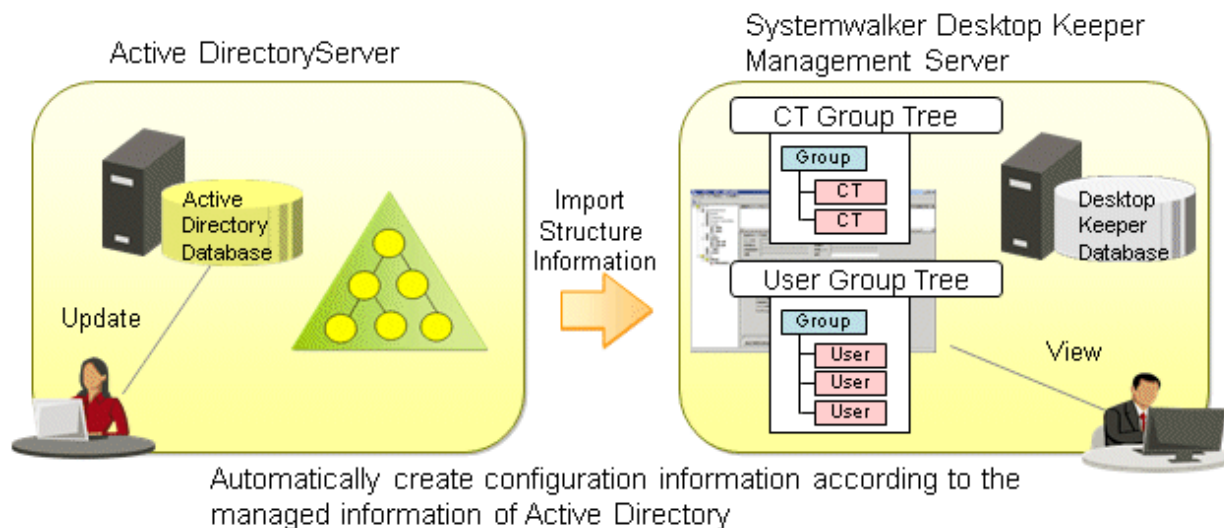 Active DirectoryServer
Systemwalker Desktop Keeper
Management Server
Active
Directory
Database
Update
Import
Structure
Information
CT Group Tree
Group
CT
CT
Desktop
Keeper
Database
User Group Tree
Group
User
User
User
View
Automatically create configuration information according to the
managed information of Active Directory